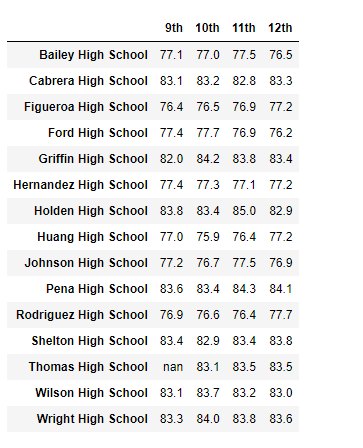 9th 10th 11th 12th
Bailey High School 77.1 77.0 77.5 76.5
Cabrera High School 83.1 83.2 82.8 83.3
Figueroa High School 76.4 76.5 76.9 77.2
Ford High School 77.4 77.7 76.9 76.2
Griffin High School 82.0 84.2 83.8 83.4
Hernandez High School 77.4 77.3 77.1 77.2
Holden High School 83.8 83.4 85.0 82.9
Huang High School 77.0 75.9 76.4 77.2
Johnson High School 77.2 76.7 77.5 76.9
Pena High School 83.6 83.4 84.3 84.1
Rodriguez High School 76.9 76.6 76.4 77.7
Shelton High School 83.4 82.9 83.4 83.8
Thomas High School nan 83.1 83.5 83.5
Wilson High School 83.1 83.7 83.2 83.0
Wright High School 83.3 84.0 83.8 83.6